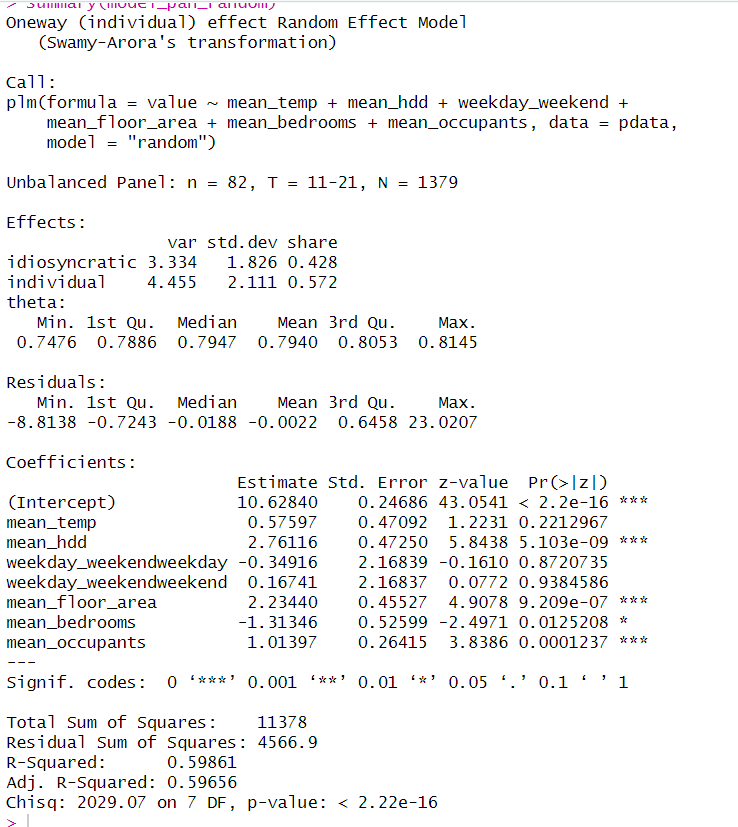 > summary(model_pan_random)
Oneway (individual) effect Random Effect Model
   (Swamy-Arora's transformation)

Call:
plm(formula = value ~ mean_temp + mean_hdd + weekday_weekend +
    mean_floor_area + mean_bedrooms + mean_occupants, data = pdata,
    model = "random")

Unbalanced Panel: n = 82, T = 11-21, N = 1379

Effects:
                var std.dev share
idiosyncratic 3.334   1.826 0.428
individual    4.455   2.111 0.572
theta:
   Min. 1st Qu.  Median    Mean 3rd Qu.    Max.
 0.7476  0.7886  0.7947  0.7940  0.8053  0.8145

Residuals:
   Min. 1st Qu.  Median    Mean 3rd Qu.    Max.
-8.8138 -0.7243 -0.0188 -0.0022  0.6458 23.0207

Coefficients:
                       Estimate Std. Error z-value  Pr(>|z|)
(Intercept)            10.62840    0.24686 43.0541 < 2.2e-16 ***
mean_temp               0.57597    0.47092  1.2231 0.2212967
mean_hdd                2.76116    0.47250  5.8438 5.103e-09 ***
weekday_weekendweekday -0.34916    2.16839 -0.1610 0.8720735
weekday_weekendweekend  0.16741    2.16837  0.0772 0.9384586
mean_floor_area         2.23440    0.45527  4.9078 9.209e-07 ***
mean_bedrooms          -1.31346    0.52599 -2.4971 0.0125208 *
mean_occupants          1.01397    0.26415  3.8386 0.0001237 ***
---
Signif. codes:  0 ‘***’ 0.001 ‘**’ 0.01 ‘*’ 0.05 ‘.’ 0.1 ‘ ’ 1

Total Sum of Squares:    11378
Residual Sum of Squares: 4566.9
R-Squared:      0.59861
Adj. R-Squared: 0.59656
Chisq: 2029.07 on 7 DF, p-value: < 2.22e-16
>